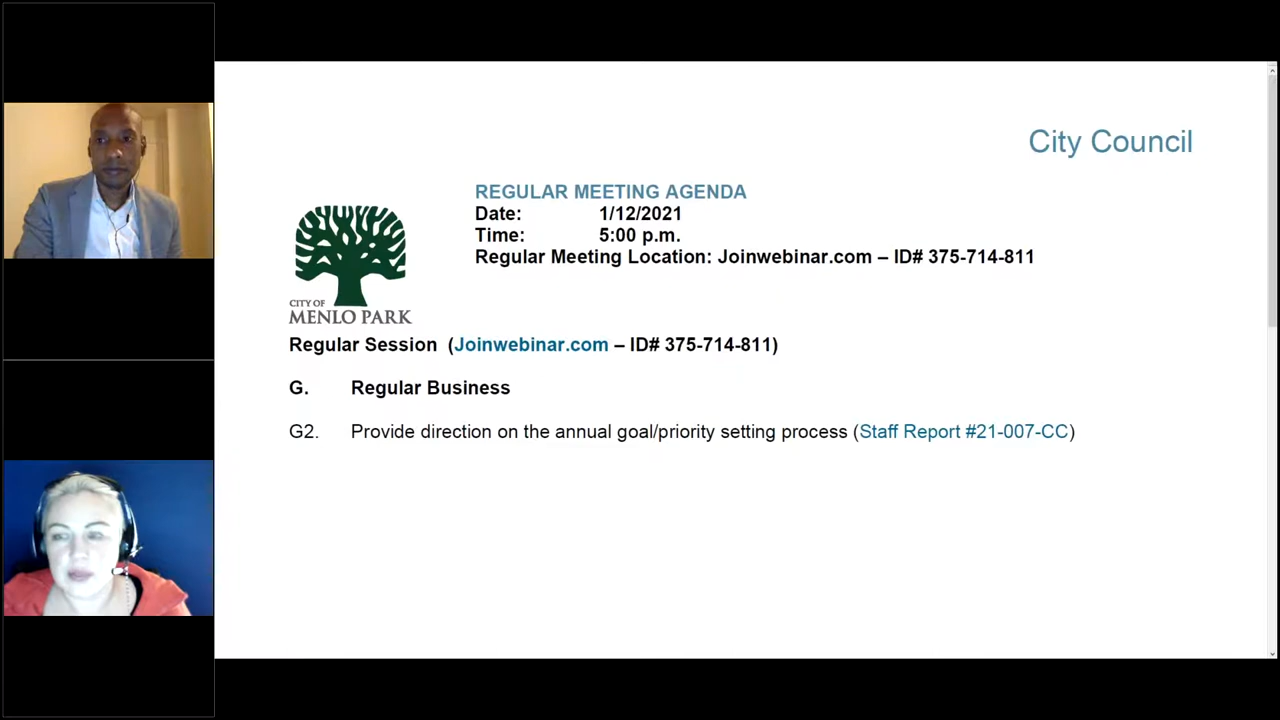 City Council
REGULAR MEETING AGENDA
Date: 1/12/2021
Time: 5:00 p.m.
Regular Meeting Location: Joinwebinar.com – ID# 375-714-811
CITY OF
MENLO PARK
Regular Session (Joinwebinar.com – ID# 375-714-811)
G. Regular Business
G2. Provide direction on the annual goal/priority setting process (Staff Report #21-007-CC)